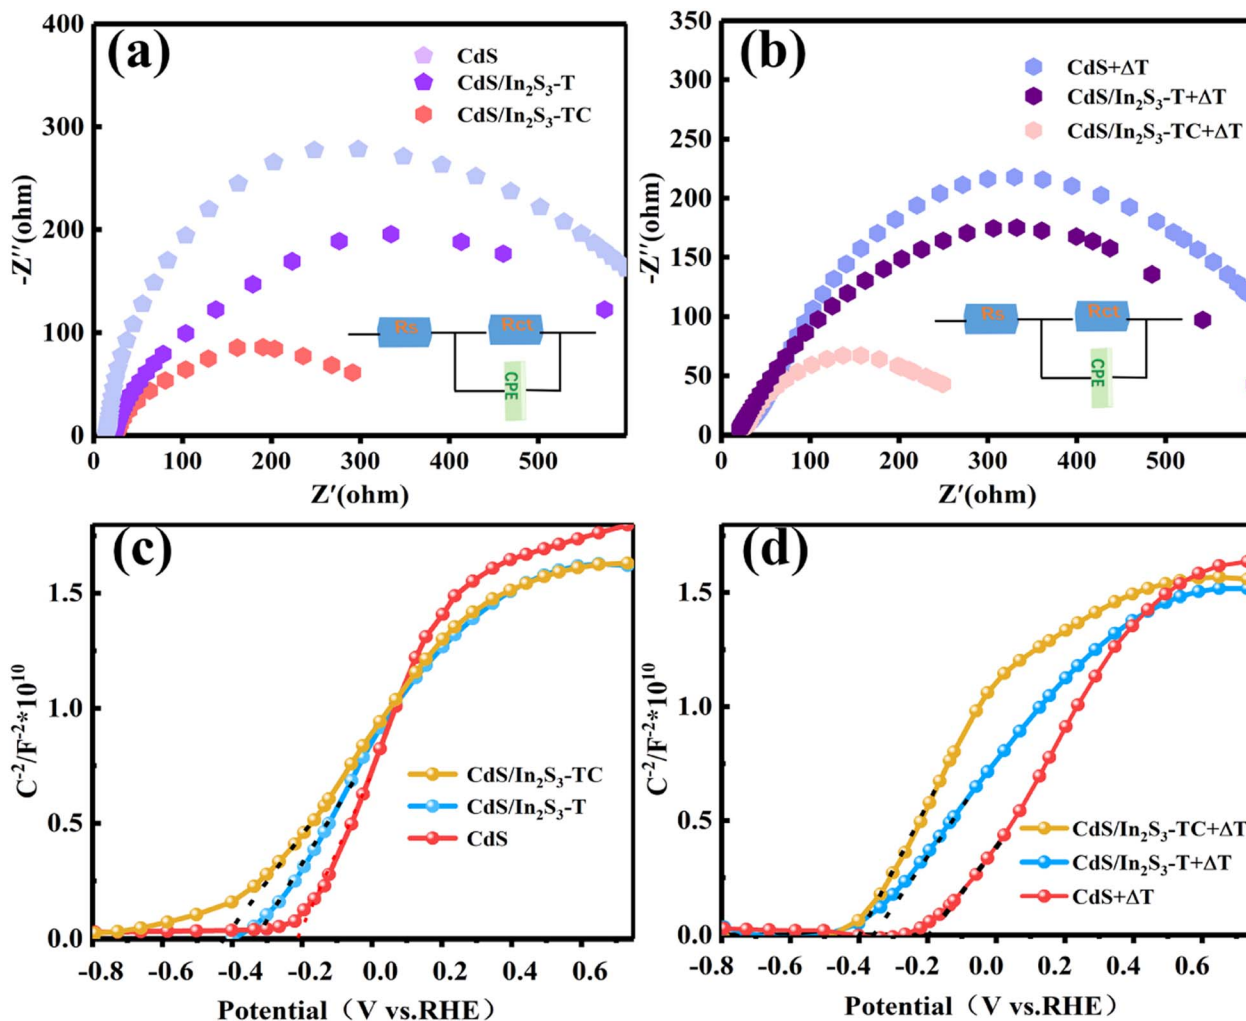 (a)
400
300
200
100
0
-Z″(ohm)
CdS
CdS/In₂S₃-T
CdS/In₂S₃-TC
Rs
Rct
CPE
0 100 200 300 400 500
Z′(ohm)
(b)
350
300
250
200
150
100
50
0
-Z″(ohm)
CdS+ΔT
CdS/In₂S₃-T+ΔT
CdS/In₂S₃-TC+ΔT
Rs
Rct
CPE
0 100 200 300 400 500
Z′(ohm)
(c)
1.5
1.0
0.5
0.0
C⁻²/F⁻²*10¹⁰
CdS/In₂S₃-TC
CdS/In₂S₃-T
CdS
-0.8 -0.6 -0.4 -0.2 0.0 0.2 0.4 0.6
Potential（V vs.RHE）
(d)
1.5
1.0
0.5
0.0
C⁻²/F⁻²*10¹⁰
CdS/In₂S₃-TC+ΔT
CdS/In₂S₃-T+ΔT
CdS+ΔT
-0.8 -0.6 -0.4 -0.2 0.0 0.2 0.4 0.6
Potential（V vs.RHE）